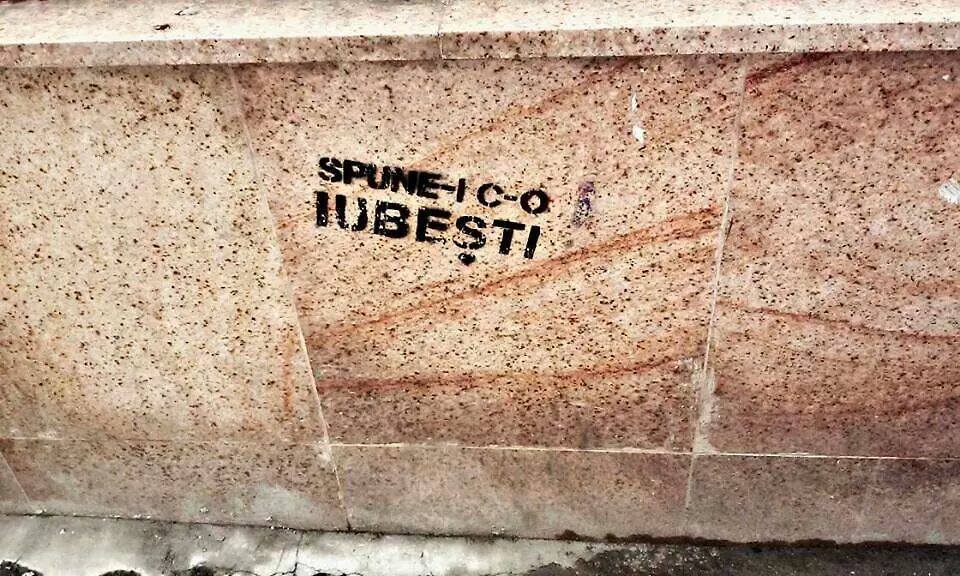 SPUNE-I C-O
IUBEȘTI